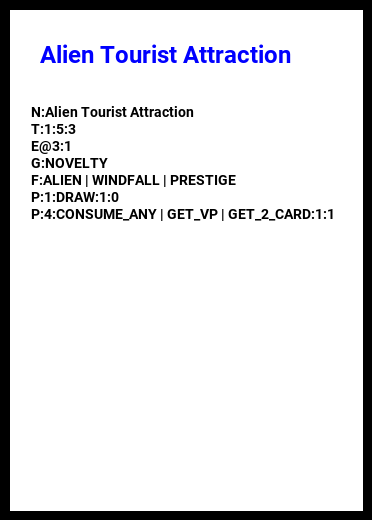 Alien Tourist Attraction
N:Alien Tourist Attraction
T:1:5:3
E@3:1
G:NOVELTY
F:ALIEN | WINDFALL | PRESTIGE
P:1:DRAW:1:0
P:4:CONSUME_ANY | GET_VP | GET_2_CARD:1:1